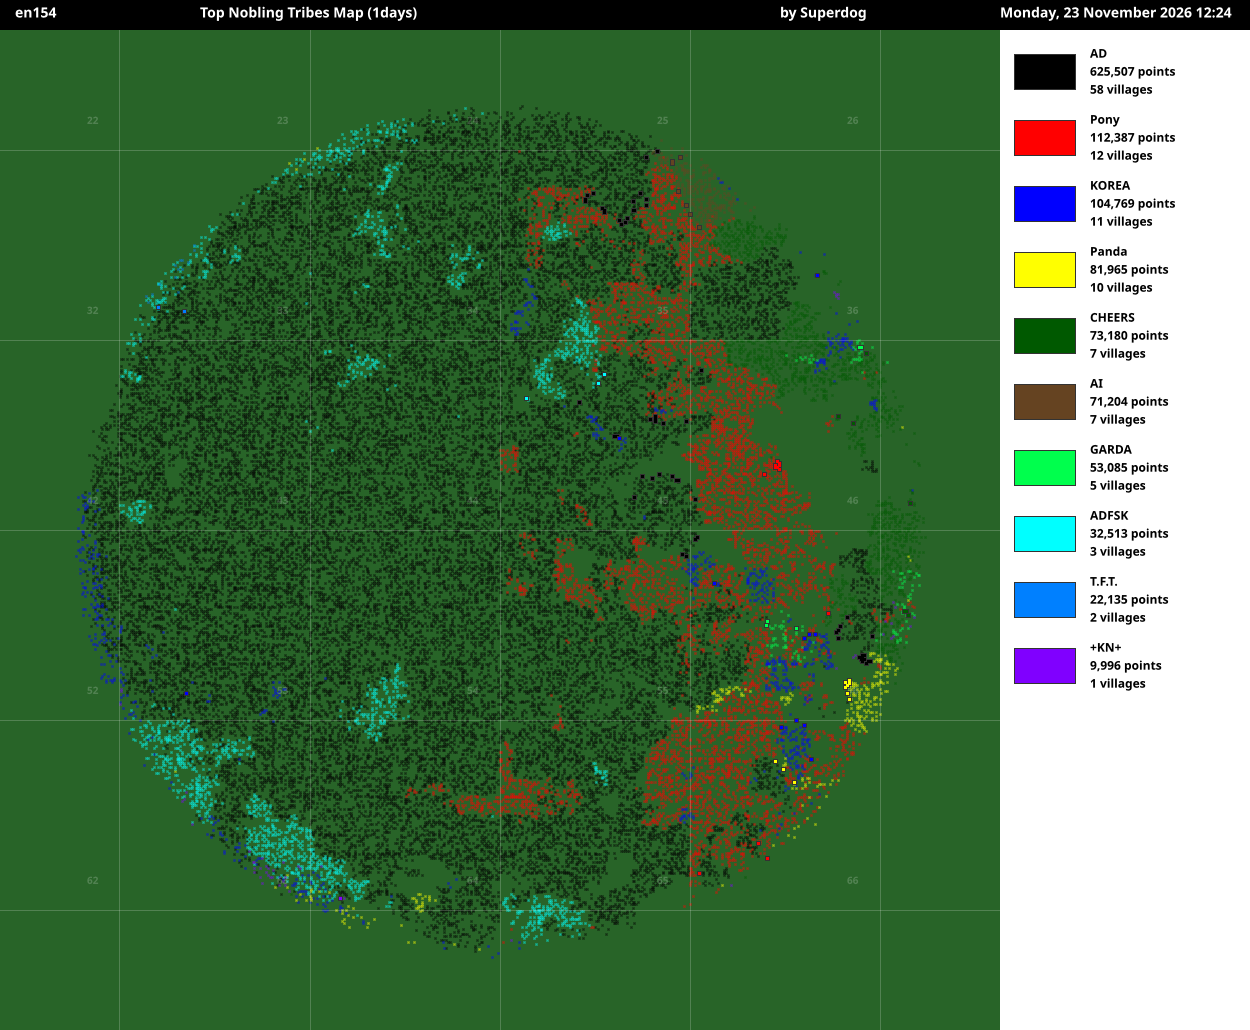 en154 Top Nobling Tribes Map (1days) by Superdog Monday, 23 November 2026 12:24
AD
625,507 points
58 villages
Pony
112,387 points
12 villages
KOREA
104,769 points
11 villages
Panda
81,965 points
10 villages
CHEERS
73,180 points
7 villages
AI
71,204 points
7 villages
GARDA
53,085 points
5 villages
ADFSK
32,513 points
3 villages
T.F.T.
22,135 points
2 villages
+KN+
9,996 points
1 villages
22 23 25 26
32 35 36
46
52 55
62 66